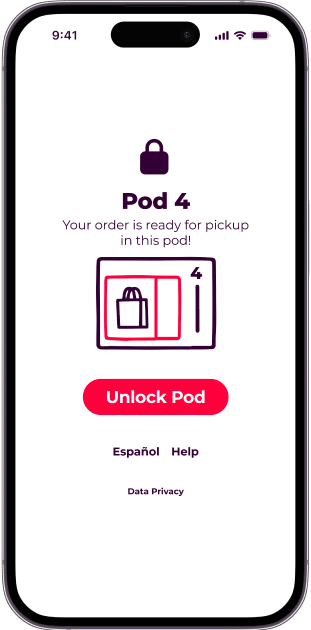 9:41
Pod 4
Your order is ready for pickup
in this pod!
4
Unlock Pod
Español Help
Data Privacy